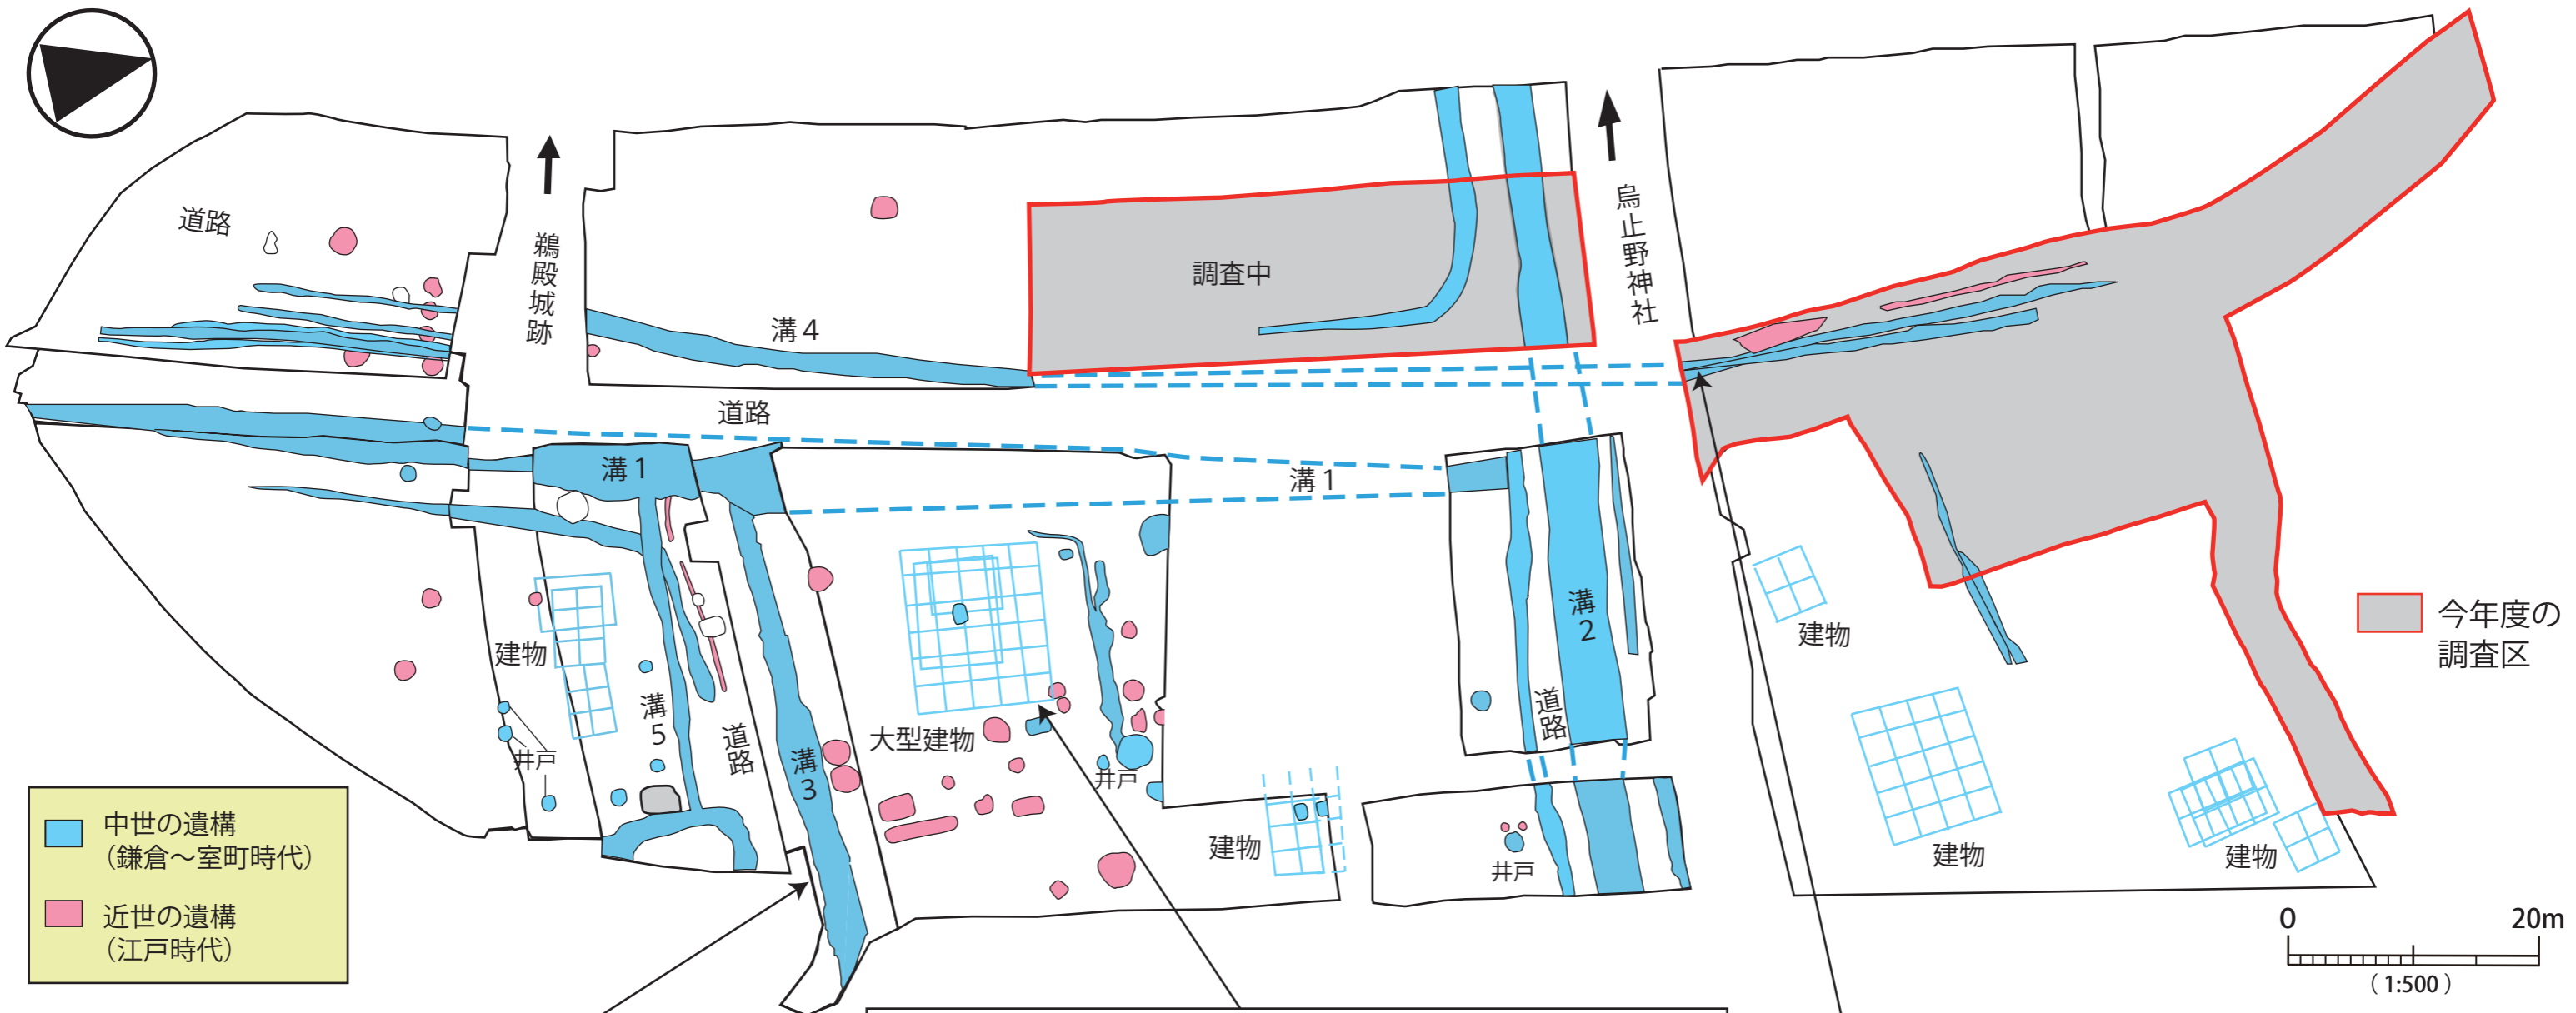 道路
鵜殿城跡
溝４
道路
調査中
烏止野神社
溝１
溝１
建物
井戸
溝５
道路
溝３
大型建物
井戸
建物
道路
溝２
井戸
建物
建物
建物
今年度の
調査区
中世の遺構
（鎌倉～室町時代）
近世の遺構
（江戸時代）
0 20m
（ 1:500 ）